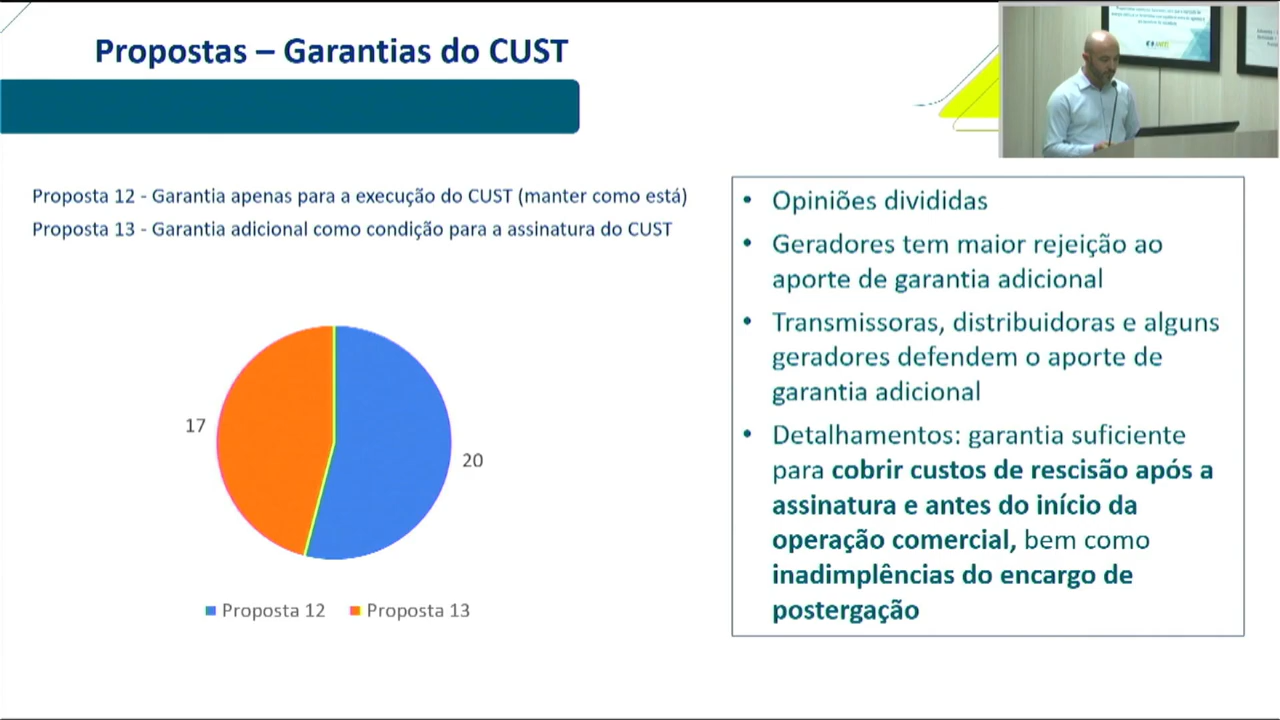 Propostas – Garantias do CUST
Proposta 12 - Garantia apenas para a execução do CUST (manter como está)
Proposta 13 - Garantia adicional como condição para a assinatura do CUST
17
20
Proposta 12
Proposta 13
• Opiniões divididas
• Geradores tem maior rejeição ao
aporte de garantia adicional
• Transmissoras, distribuidoras e alguns
geradores defendem o aporte de
garantia adicional
• Detalhamentos: garantia suficiente
para cobrir custos de rescisão após a
assinatura e antes do início da
operação comercial, bem como
inadimplências do encargo de
postergação